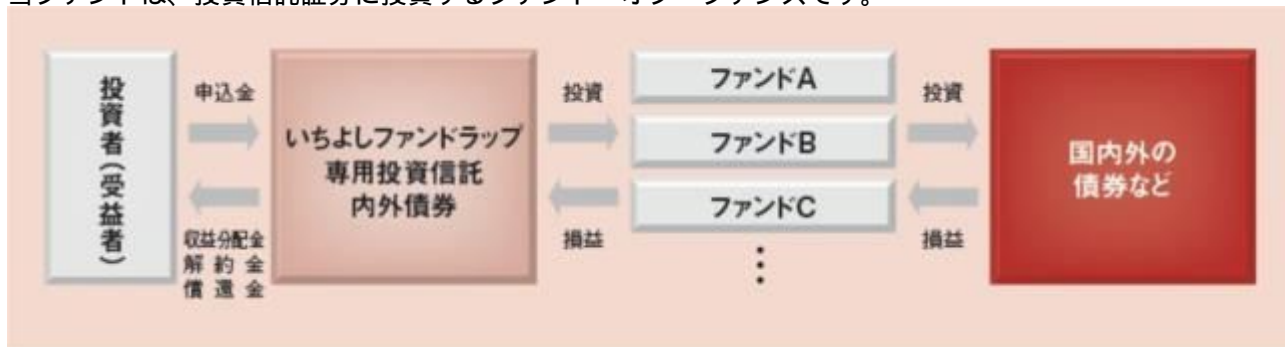 当ファンドは、投資信託証券に投資するファンド・オブ・ファンズです。
投資者（受益者）
申込金
収益分配金
解約金
償還金
いちよしファンドラップ
専用投資信託
内外債券
投資
損益
ファンドA
ファンドB
ファンドC
⋮
投資
損益
国内外の
債券など